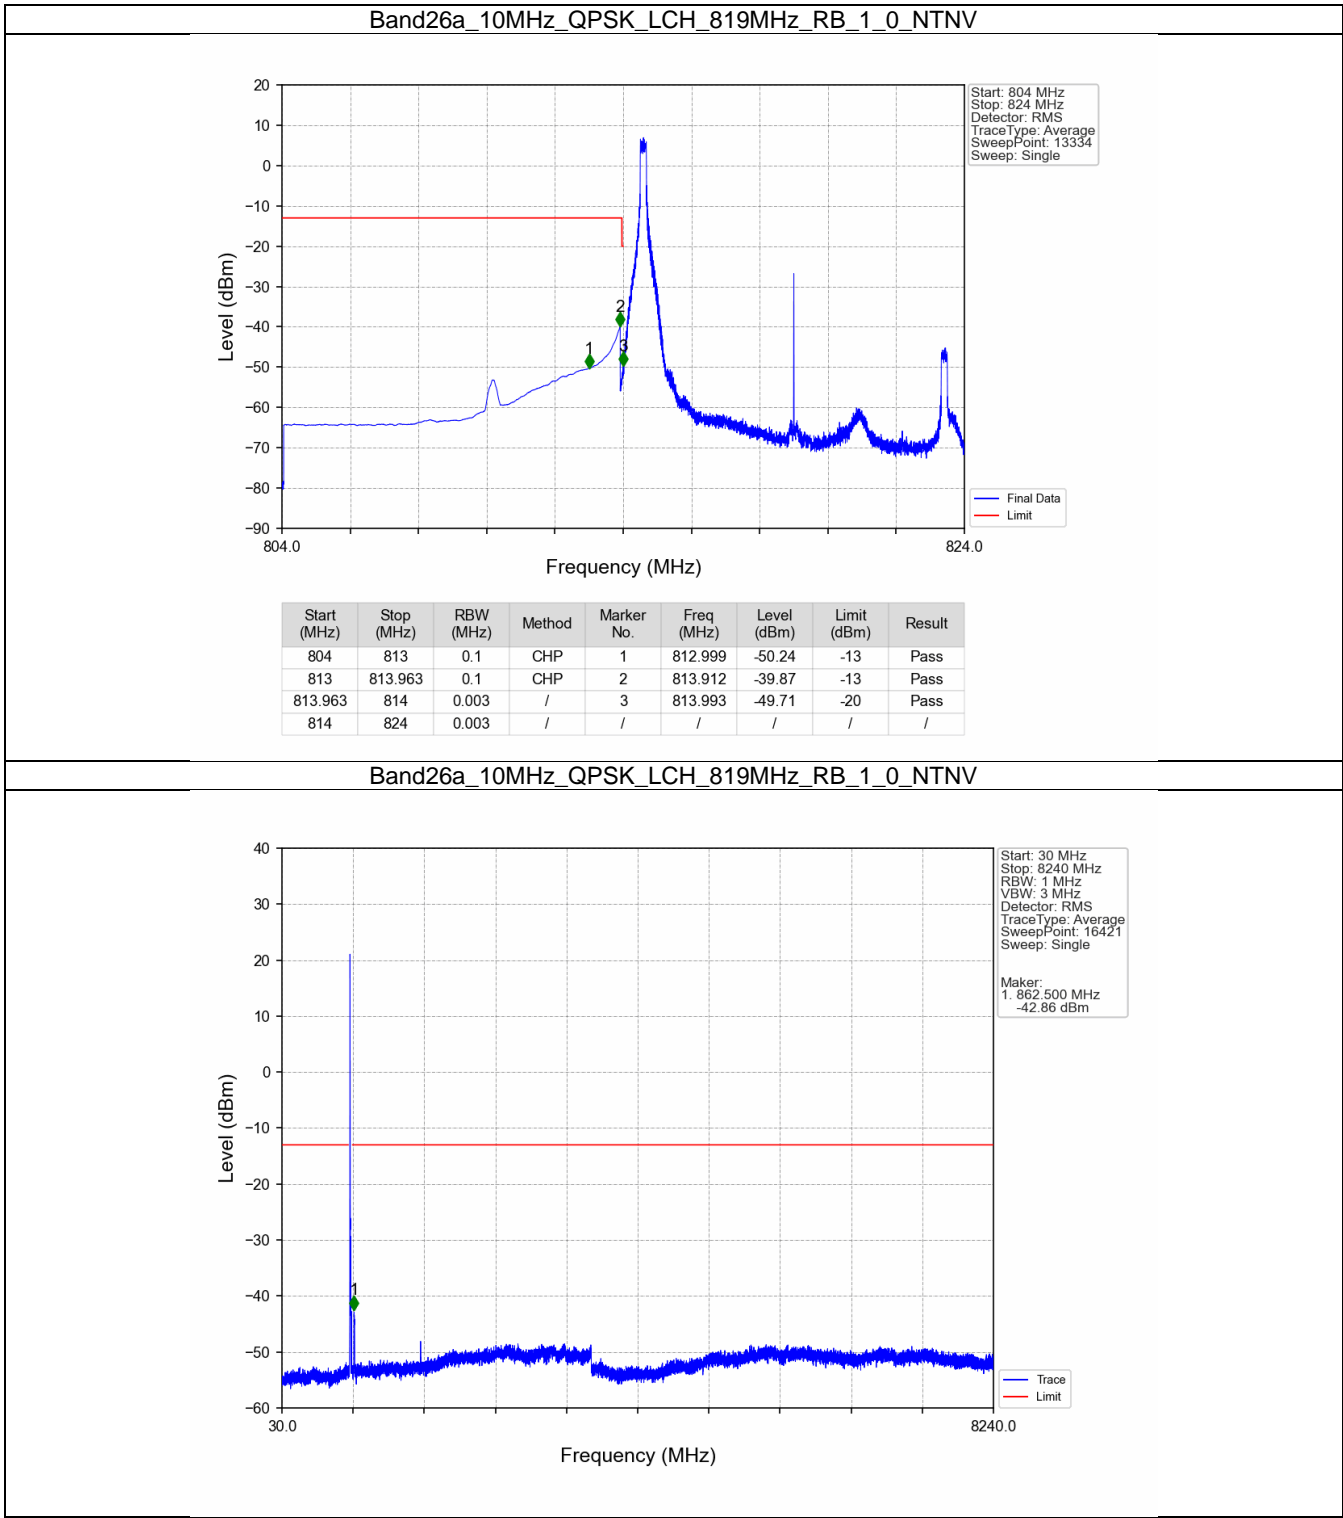 Band26a_10MHz_QPSK_LCH_819MHz_RB_1_0_NTNV
20
10
0
−10
−20
−30
−40
−50
−60
−70
−80
−90
Level (dBm)
1
2
3
804.0
824.0
Frequency (MHz)
Start: 804 MHz
Stop: 824 MHz
Detector: RMS
TraceType: Average
SweepPoint: 13334
Sweep: Single
Final Data
Limit
Start (MHz) Stop (MHz) RBW (MHz) Method Marker No. Freq (MHz) Level (dBm) Limit (dBm) Result
804 813 0.1 CHP 1 812.999 -50.24 -13 Pass
813 813.963 0.1 CHP 2 813.912 -39.87 -13 Pass
813.963 814 0.003 / 3 813.993 -49.71 -20 Pass
814 824 0.003 / / / / / /
Band26a_10MHz_QPSK_LCH_819MHz_RB_1_0_NTNV
40
30
20
10
0
−10
−20
−30
−40
−50
−60
Level (dBm)
1
30.0
8240.0
Frequency (MHz)
Start: 30 MHz
Stop: 8240 MHz
RBW: 1 MHz
VBW: 3 MHz
Detector: RMS
TraceType: Average
SweepPoint: 16421
Sweep: Single
Maker:
1. 862.500 MHz
-42.86 dBm
Trace
Limit